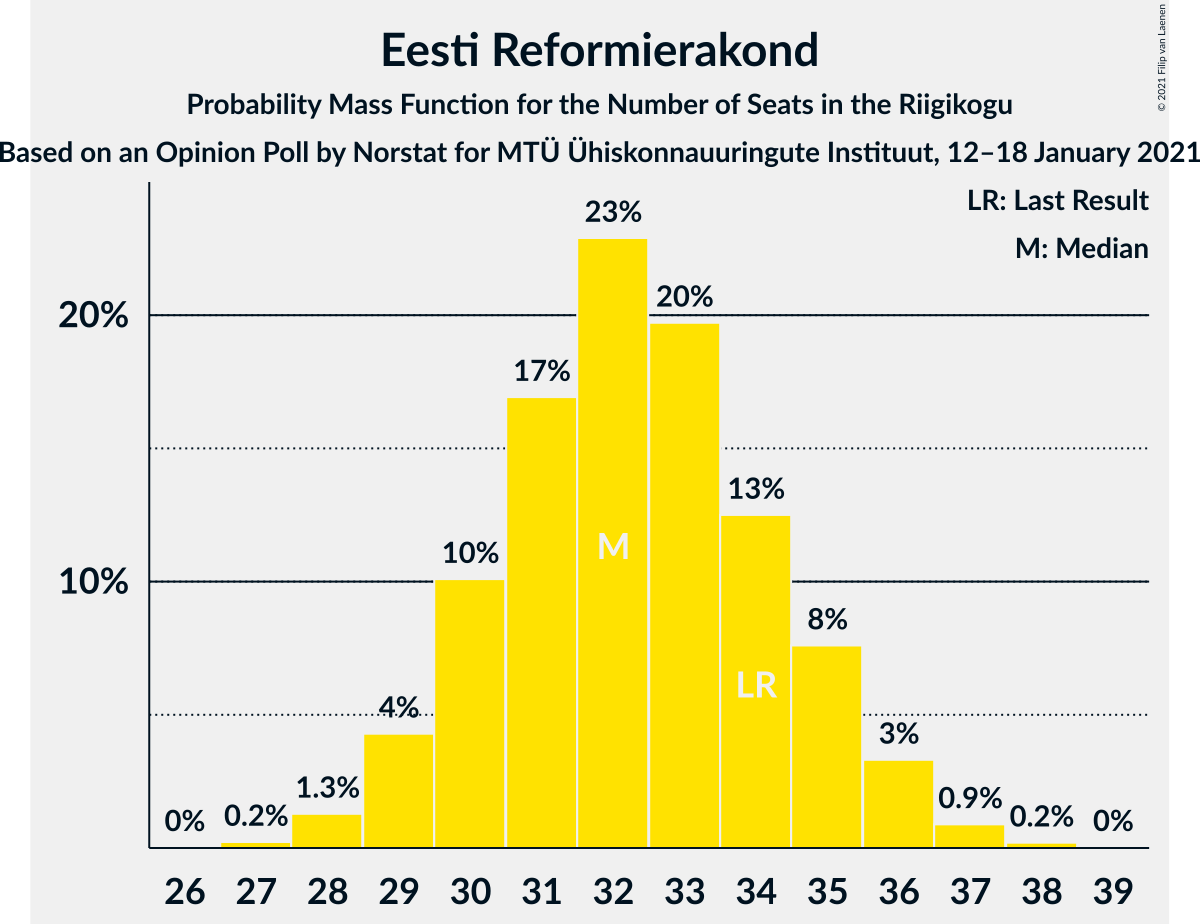 Eesti Reformierakond
Probability Mass Function for the Number of Seats in the Riigikogu
Based on an Opinion Poll by Norstat for MTÜ Ühiskonnauuringute Instituut, 12–18 January 2021
© 2021 Filip van Laenen
LR: Last Result
M: Median
20%
10%
0%
0.2%
1.3%
4%
10%
17%
23%
20%
13%
8%
3%
0.9%
0.2%
0%
M
LR
26 27 28 29 30 31 32 33 34 35 36 37 38 39